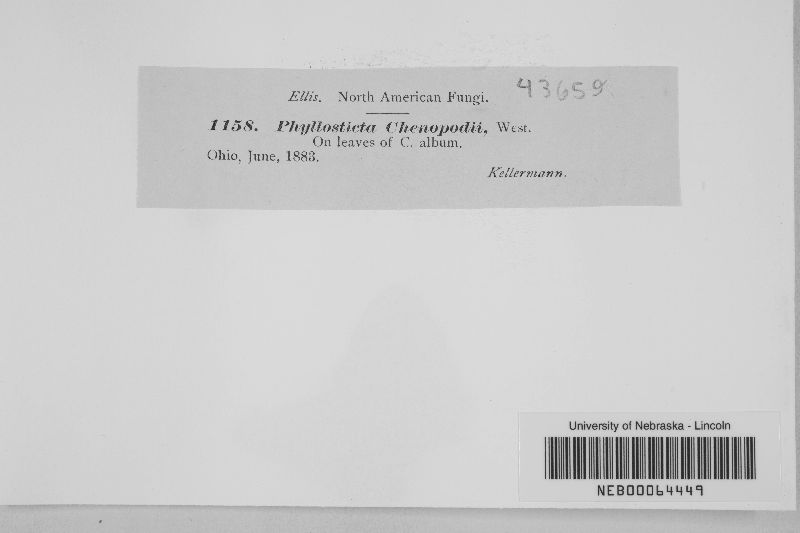 Ellis. North American Fungi. 43659
1158. Phyllosticta Chenopodii, West.
On leaves of C. album.
Ohio, June, 1883.
Kellermann.
University of Nebraska - Lincoln
NEB00064449